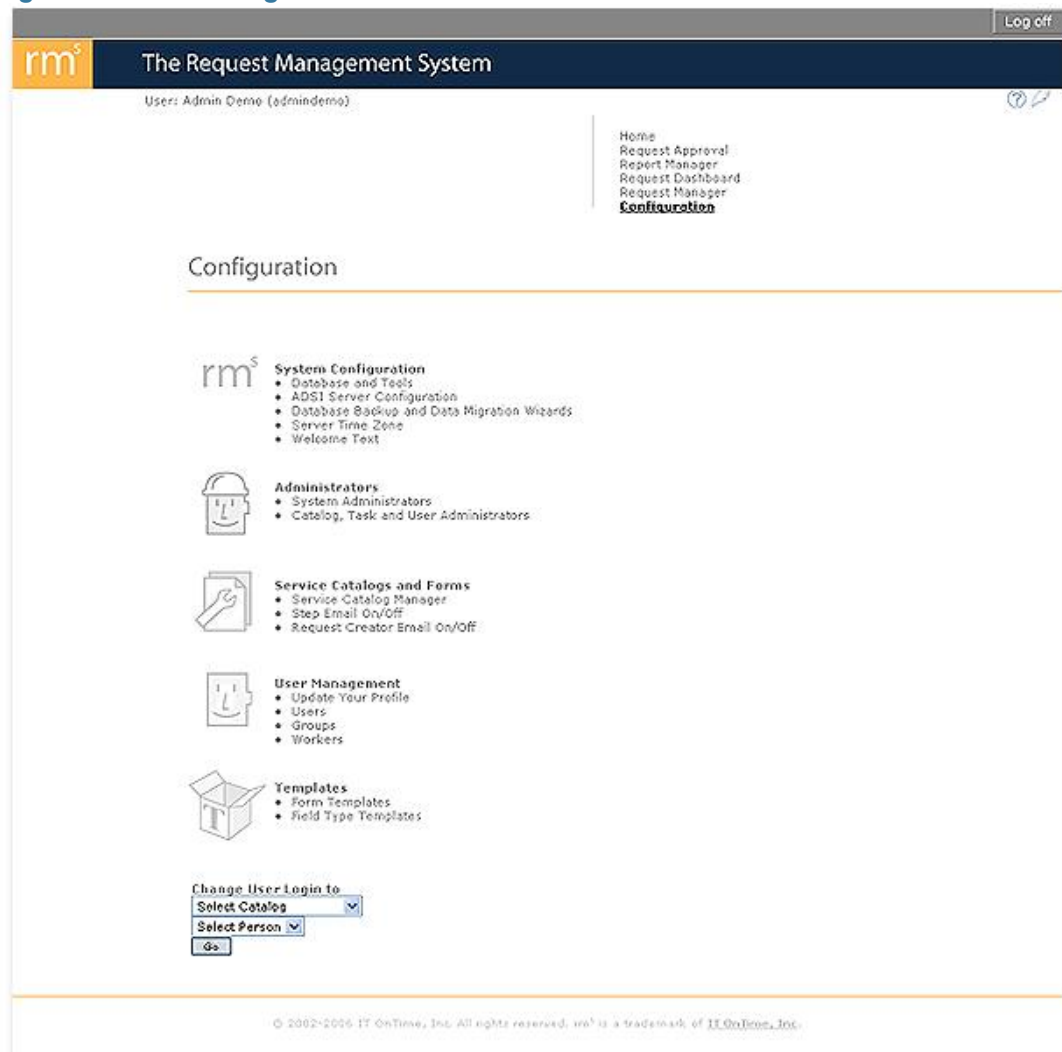 Log off
rmˢ The Request Management System
User: Admin Demo (admindemo)
Home
Request Approval
Report Manager
Request Dashboard
Request Manager
Configuration
Configuration
rmˢ
System Configuration
• Database and Tools
• ADSI Server Configuration
• Database Backup and Data Migration Wizards
• Server Time Zone
• Welcome Text
Administrators
• System Administrators
• Catalog, Task and User Administrators
Service Catalogs and Forms
• Service Catalog Manager
• Step Email On/Off
• Request Creator Email On/Off
User Management
• Update Your Profile
• Users
• Groups
• Workers
T
Templates
• Form Templates
• Field Type Templates
Change User Login to
Select Catalog
Select Person
Go
© 2002-2006 IT OnTime, Inc. All rights reserved. rmˢ is a trademark of IT OnTime, Inc.